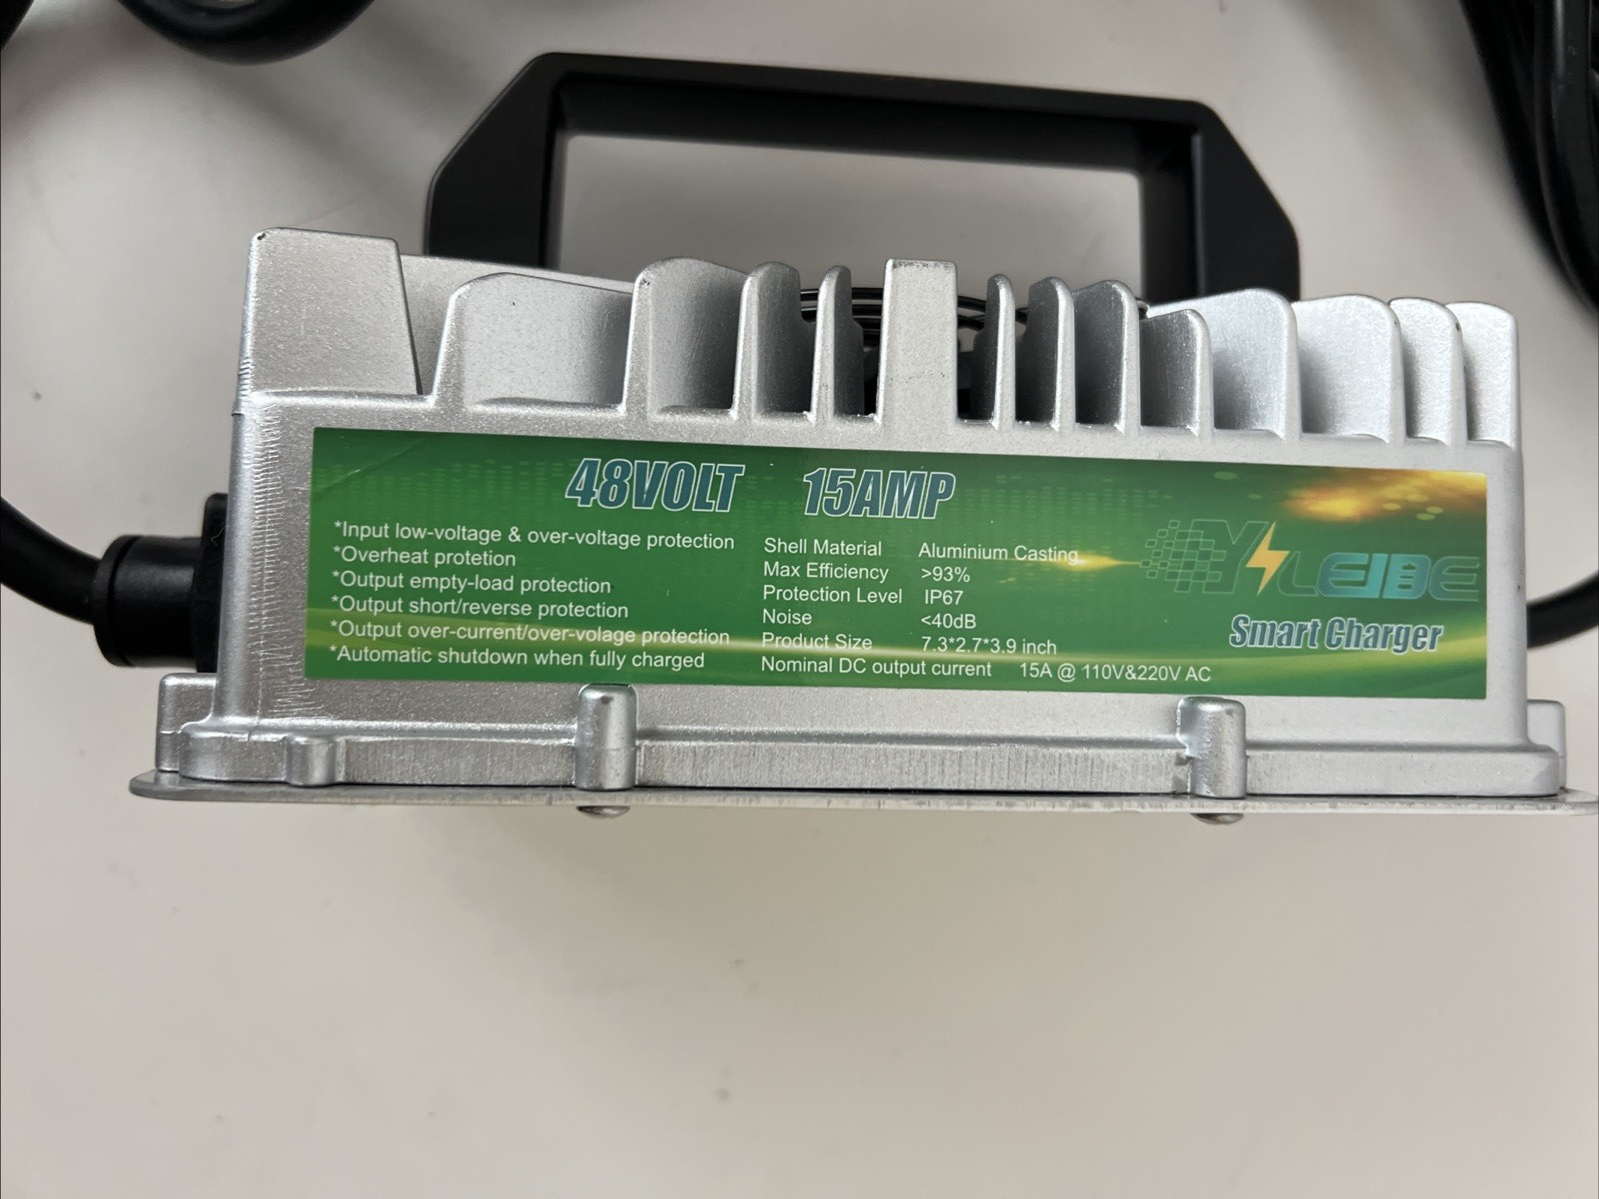 48VOLT 15AMP
*Input low-voltage & over-voltage protection
*Overheat protetion
*Output empty-load protection
*Output short/reverse protection
*Output over-current/over-volage protection
*Automatic shutdown when fully charged
Shell Material Aluminium Casting
Max Efficiency >93%
Protection Level IP67
Noise <40dB
Product Size 7.3*2.7*3.9 inch
Nominal DC output current 15A @ 110V&220V AC
YLEIBE
Smart Charger